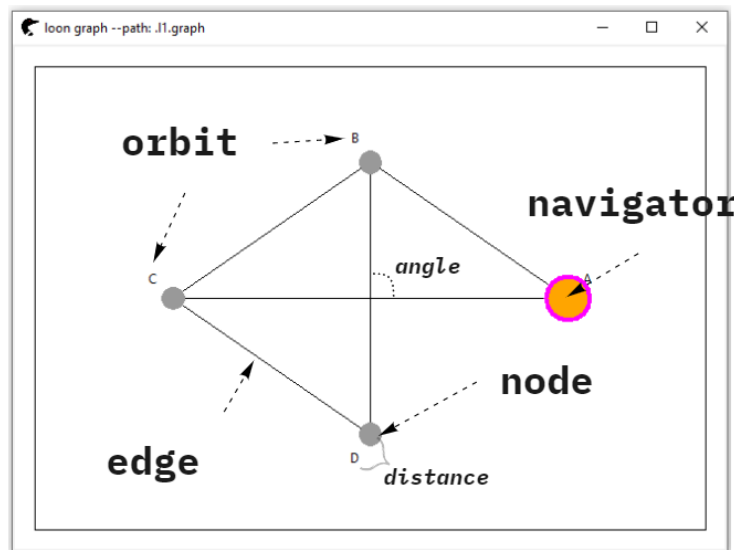 loon graph --path: .l1.graph
orbit
B
navigator
angle
C
A
node
edge
D
distance